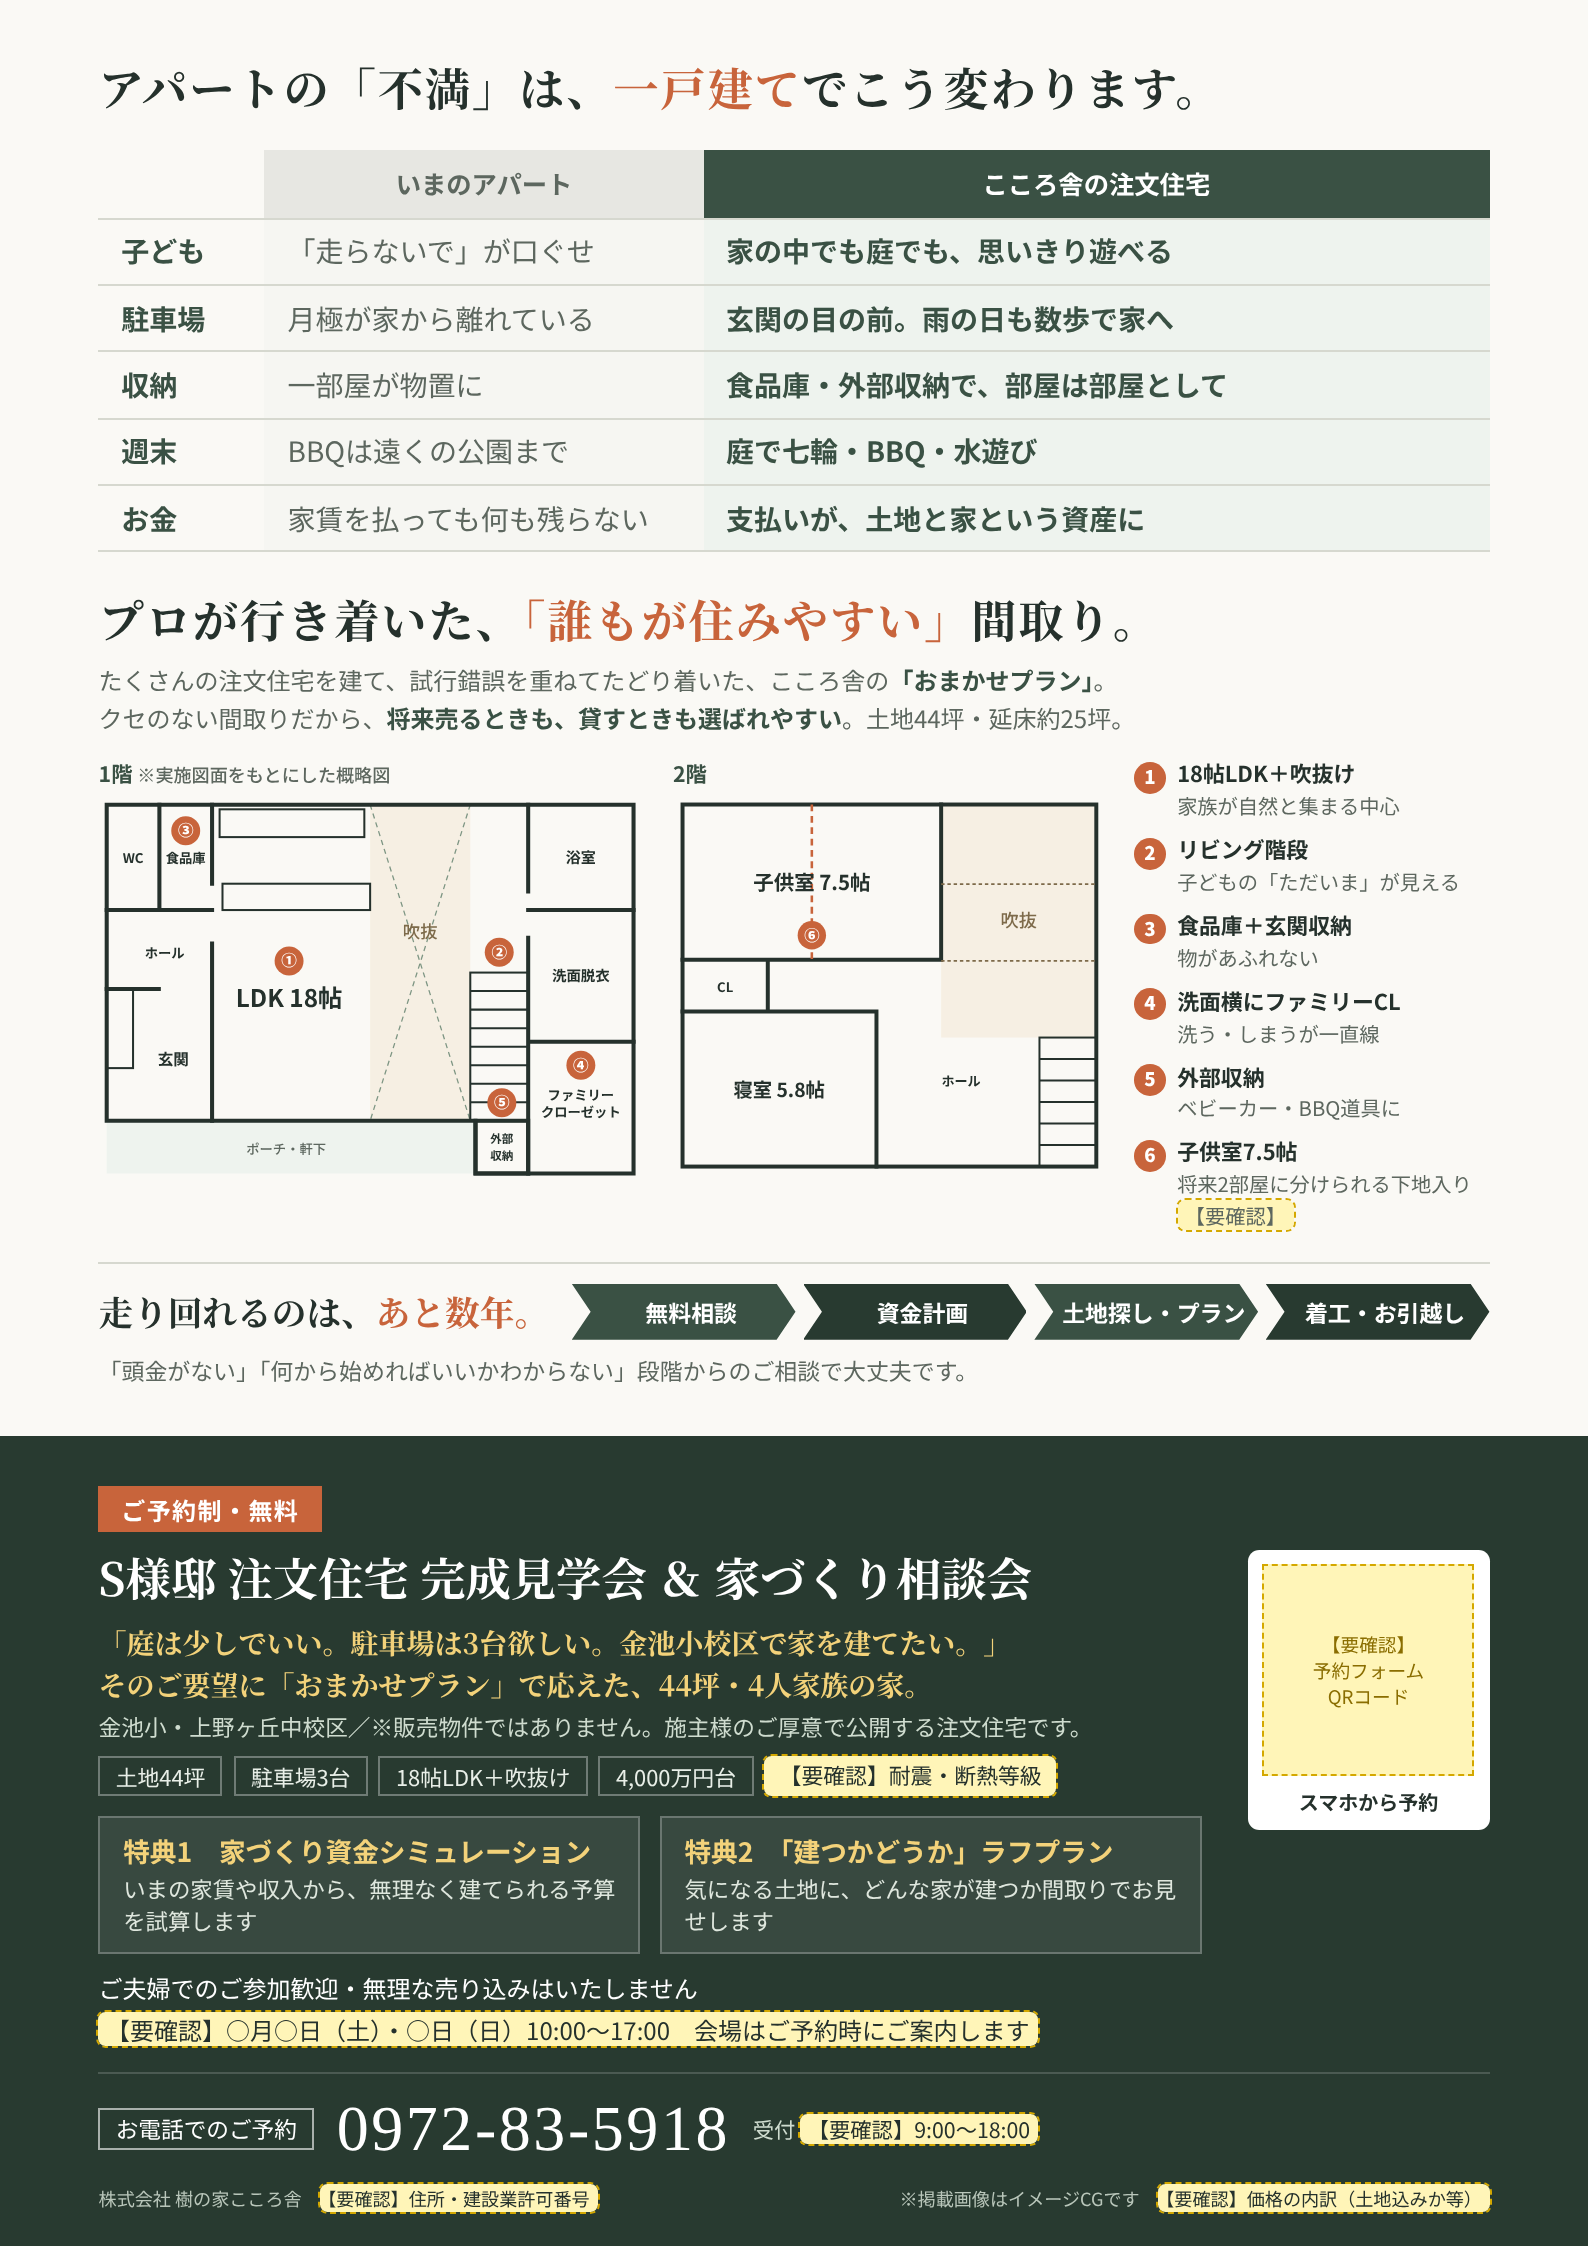 アパートの「不満」は、一戸建てでこう変わります。
いまのアパート
こころ舎の注文住宅
子ども
「走らないで」が口ぐせ
家の中でも庭でも、思いきり遊べる
駐車場
月極が家から離れている
玄関の目の前。雨の日も数歩で家へ
収納
一部屋が物置に
食品庫・外部収納で、部屋は部屋として
週末
BBQは遠くの公園まで
庭で七輪・BBQ・水遊び
お金
家賃を払っても何も残らない
支払いが、土地と家という資産に
プロが行き着いた、「誰もが住みやすい」間取り。
たくさんの注文住宅を建て、試行錯誤を重ねてたどり着いた、こころ舎の「おまかせプラン」。
クセのない間取りだから、将来売るときも、貸すときも選ばれやすい。土地44坪・延床約25坪。
1階 ※実施図面をもとにした概略図
WC
③
食品庫
浴室
吹抜
ホール
①
②
LDK 18帖
洗面脱衣
玄関
④
ファミリー
クローゼット
⑤
外部
収納
ポーチ・軒下
2階
子供室 7.5帖
⑥
吹抜
CL
寝室 5.8帖
ホール
1 18帖LDK＋吹抜け
家族が自然と集まる中心
2 リビング階段
子どもの「ただいま」が見える
3 食品庫＋玄関収納
物があふれない
4 洗面横にファミリーCL
洗う・しまうが一直線
5 外部収納
ベビーカー・BBQ道具に
6 子供室7.5帖
将来2部屋に分けられる下地入り
【要確認】
走り回れるのは、あと数年。
無料相談
資金計画
土地探し・プラン
着工・お引越し
「頭金がない」「何から始めればいいかわからない」段階からのご相談で大丈夫です。
ご予約制・無料
S様邸 注文住宅 完成見学会 ＆ 家づくり相談会
「庭は少しでいい。駐車場は3台欲しい。金池小校区で家を建てたい。」
そのご要望に「おまかせプラン」で応えた、44坪・4人家族の家。
金池小・上野ヶ丘中校区／※販売物件ではありません。施主様のご厚意で公開する注文住宅です。
土地44坪
駐車場3台
18帖LDK＋吹抜け
4,000万円台
【要確認】耐震・断熱等級
【要確認】
予約フォーム
QRコード
スマホから予約
特典1　家づくり資金シミュレーション
いまの家賃や収入から、無理なく建てられる予算
を試算します
特典2　「建つかどうか」ラフプラン
気になる土地に、どんな家が建つか間取りでお見
せします
ご夫婦でのご参加歓迎・無理な売り込みはいたしません
【要確認】○月○日（土）・○日（日）10:00〜17:00　会場はご予約時にご案内します
お電話でのご予約
0972-83-5918
受付【要確認】9:00〜18:00
株式会社 樹の家こころ舎
【要確認】住所・建設業許可番号
※掲載画像はイメージCGです
【要確認】価格の内訳（土地込みか等）